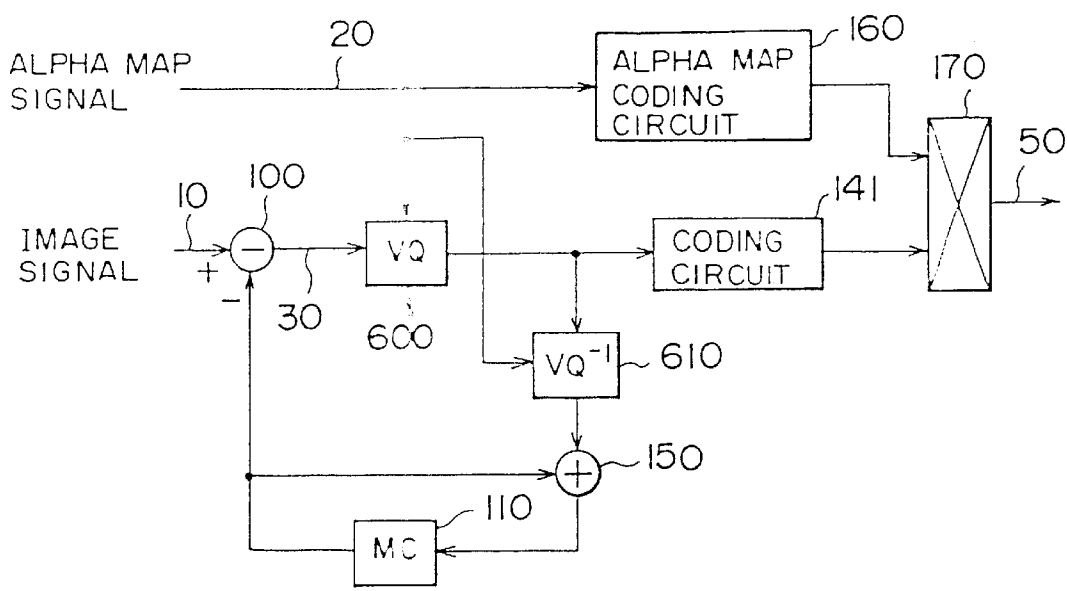 20
160
ALPHA MAP
SIGNAL
ALPHA MAP
CODING
CIRCUIT
170
50
10
100
141
IMAGE
SIGNAL
+
−
−
30
VQ
600
CODING
CIRCUIT
VQ⁻¹
610
+
150
110
MC